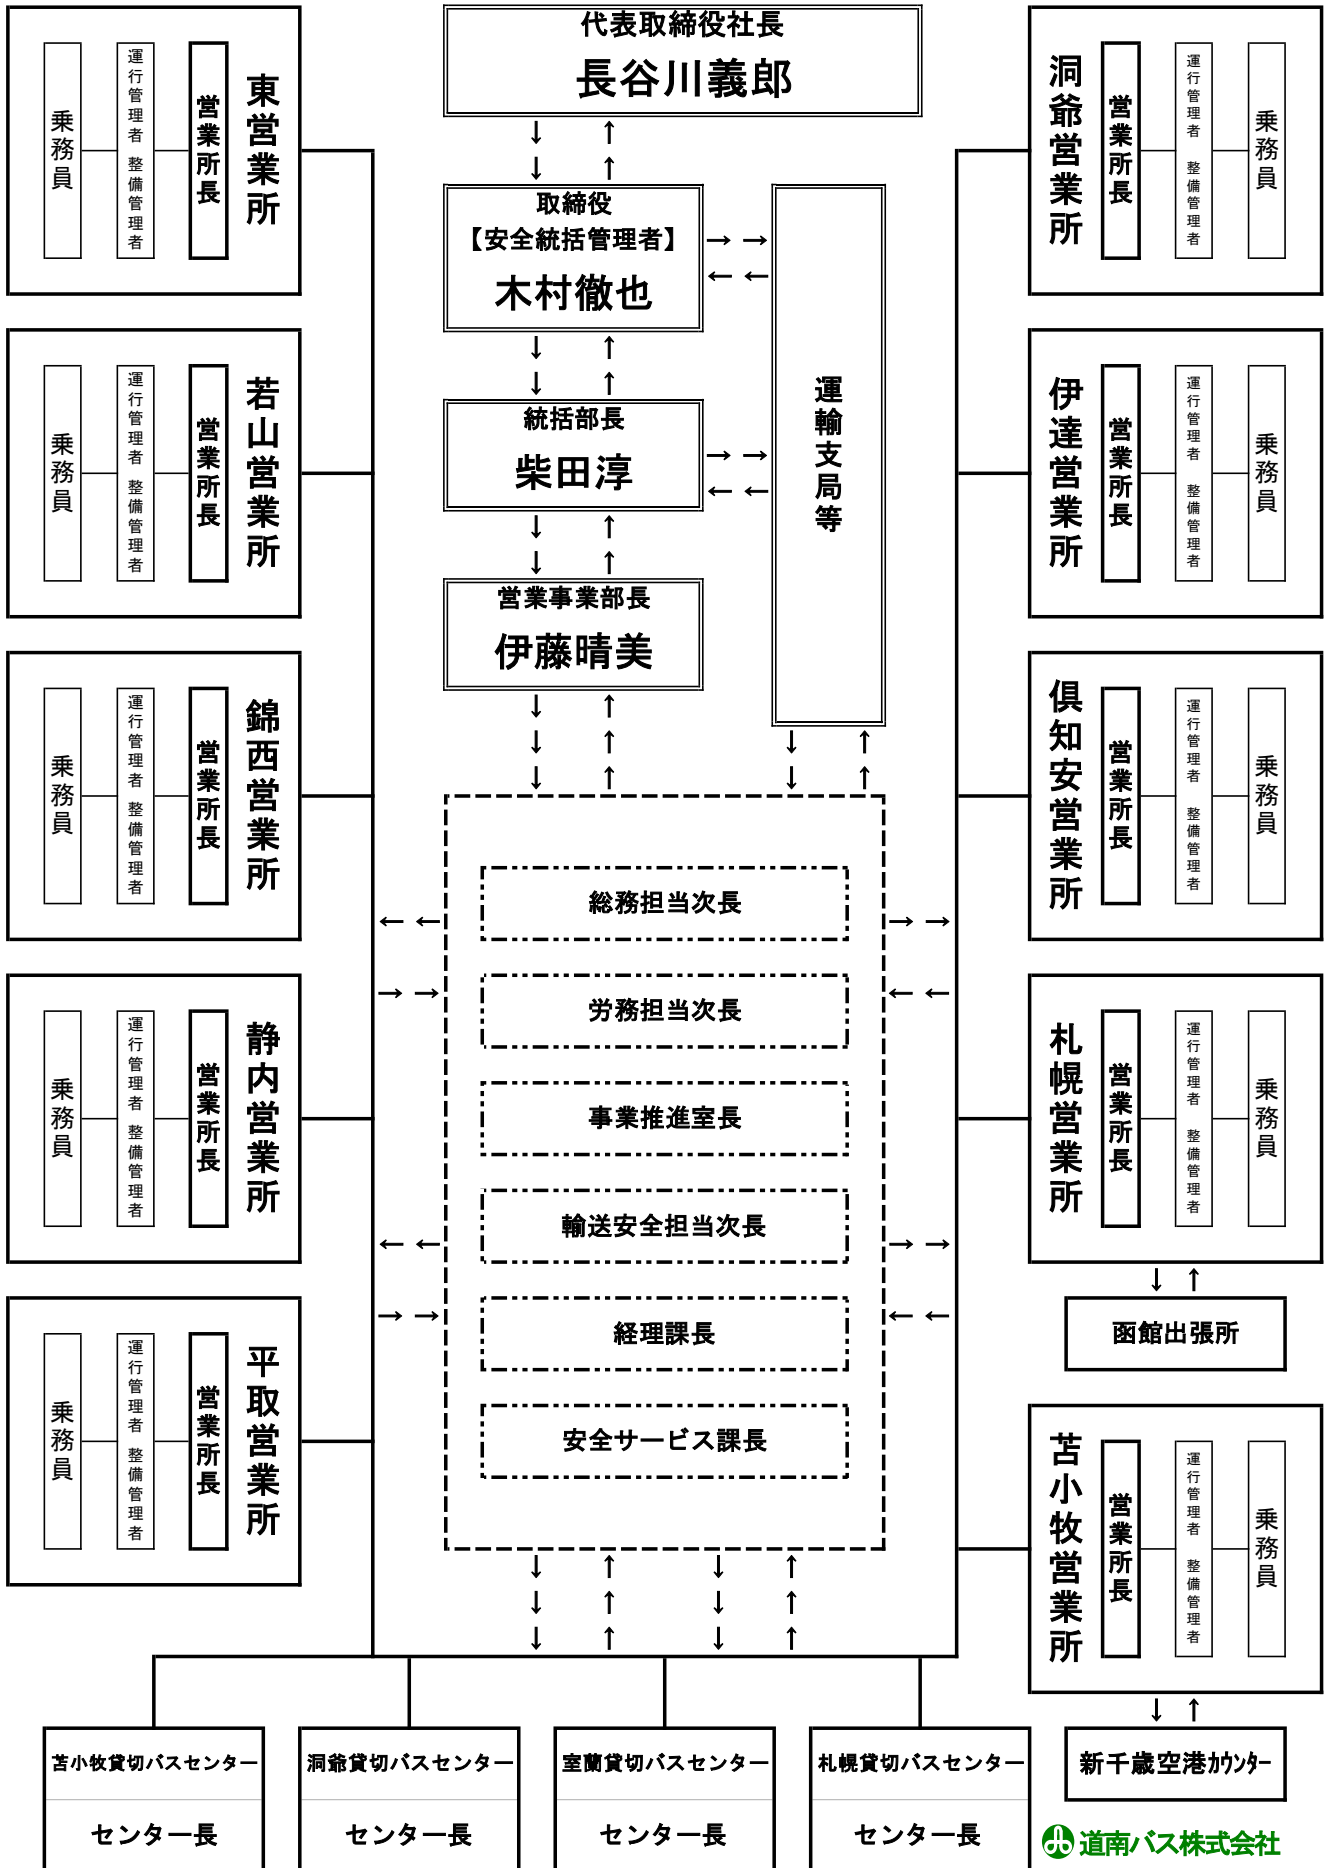 代表取締役社長
長谷川義郎
取締役
【安全統括管理者】
木村徹也
統括部長
柴田淳
営業事業部長
伊藤晴美
運輸支局等
総務担当次長
労務担当次長
事業推進室長
輸送安全担当次長
経理課長
安全サービス課長
東営業所
営業所長
運行管理者 整備管理者
乗務員
若山営業所
営業所長
運行管理者 整備管理者
乗務員
錦西営業所
営業所長
運行管理者 整備管理者
乗務員
静内営業所
営業所長
運行管理者 整備管理者
乗務員
平取営業所
営業所長
運行管理者 整備管理者
乗務員
洞爺営業所
営業所長
運行管理者 整備管理者
乗務員
伊達営業所
営業所長
運行管理者 整備管理者
乗務員
倶知安営業所
営業所長
運行管理者 整備管理者
乗務員
札幌営業所
営業所長
運行管理者 整備管理者
乗務員
函館出張所
苫小牧営業所
営業所長
運行管理者 整備管理者
乗務員
新千歳空港ｶｳﾝﾀｰ
苫小牧貸切バスセンター
センター長
洞爺貸切バスセンター
センター長
室蘭貸切バスセンター
センター長
札幌貸切バスセンター
センター長
道南バス株式会社